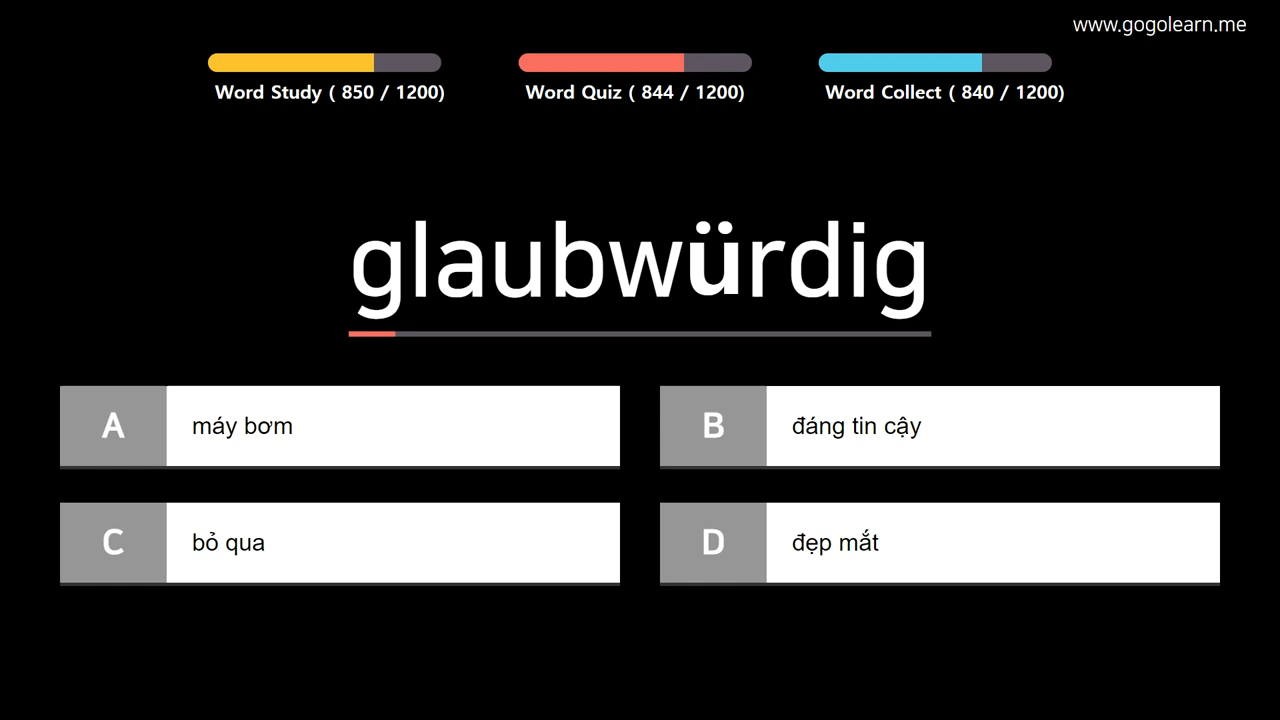 www.gogolearn.me
Word Study ( 850 / 1200)
Word Quiz ( 844 / 1200)
Word Collect ( 840 / 1200)
glaubwürdig
A
máy bơm
B
đáng tin cậy
C
bỏ qua
D
đẹp mắt